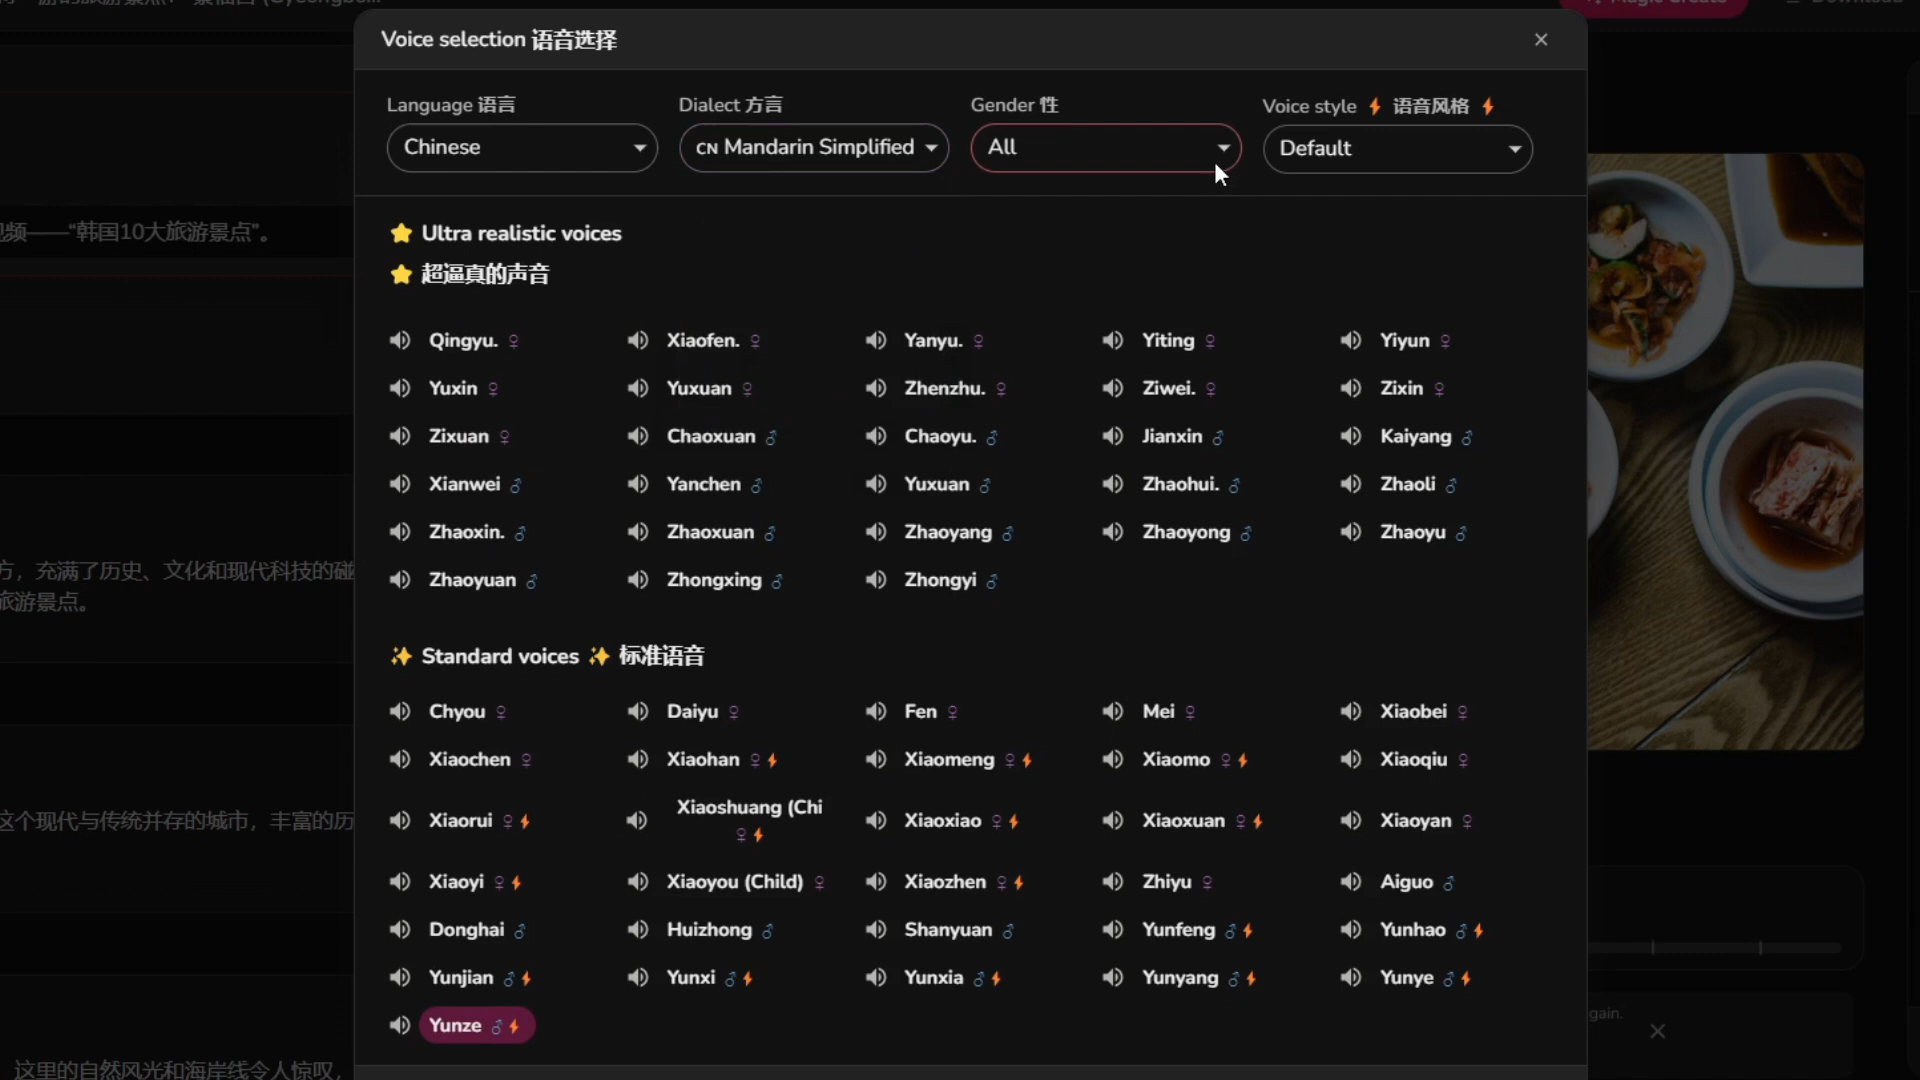 Voice selection 语音选择
Language 语言
Dialect 方言
Gender 性
Voice style 语音风格
Chinese
CN Mandarin Simplified
All
Default
Ultra realistic voices
超逼真的声音
Qingyu. Xiaofen. Yanyu. Yiting Yiyun
Yuxin Yuxuan Zhenzhu. Ziwei. Zixin
Zixuan Chaoxuan Chaoyu. Jianxin Kaiyang
Xianwei Yanchen Yuxuan Zhaohui. Zhaoli
Zhaoxin. Zhaoxuan Zhaoyang Zhaoyong Zhaoyu
Zhaoyuan Zhongxing Zhongyi
Standard voices 标准语音
Chyou Daiyu Fen Mei Xiaobei
Xiaochen Xiaohan Xiaomeng Xiaomo Xiaoqiu
Xiaorui Xiaoshuang (Chi Xiaoxiao Xiaoxuan Xiaoyan
Xiaoyi Xiaoyou (Child) Xiaozhen Zhiyu Aiguo
Donghai Huizhong Shanyuan Yunfeng Yunhao
Yunjian Yunxi Yunxia Yunyang Yunye
Yunze
视频——“韩国10大旅游景点”。
方，充满了历史、文化和现代科技的碰
旅游景点。
这个现代与传统并存的城市，丰富的历
这里的自然风光和海岸线令人惊叹，
gain.